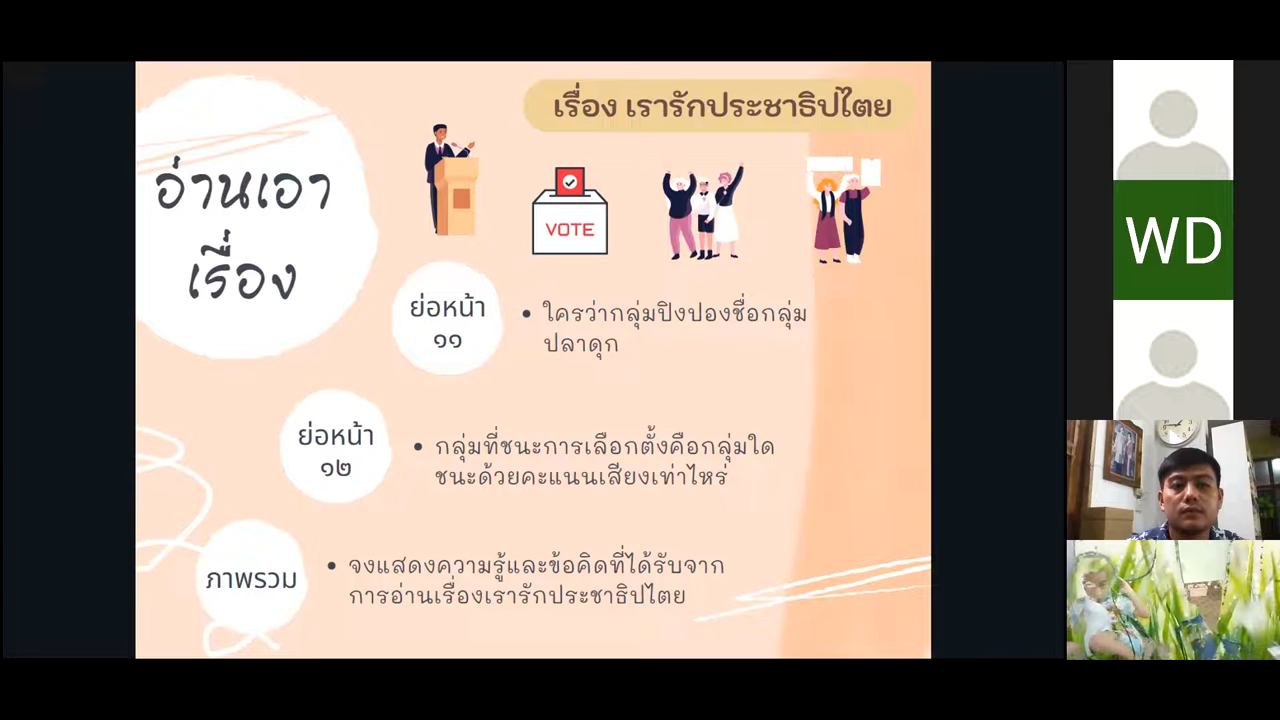 เรื่อง เรารักประชาธิปไตย
อ่านเอา
เรื่อง
VOTE
ย่อหน้า
๑๑
• ใครว่ากลุ่มปิงปองชื่อกลุ่ม
ปลาดุก
ย่อหน้า
๑๒
• กลุ่มที่ชนะการเลือกตั้งคือกลุ่มใด
ชนะด้วยคะแนนเสียงเท่าไหร่
ภาพรวม
• จงแสดงความรู้และข้อคิดที่ได้รับจาก
การอ่านเรื่องเรารักประชาธิปไตย
WD